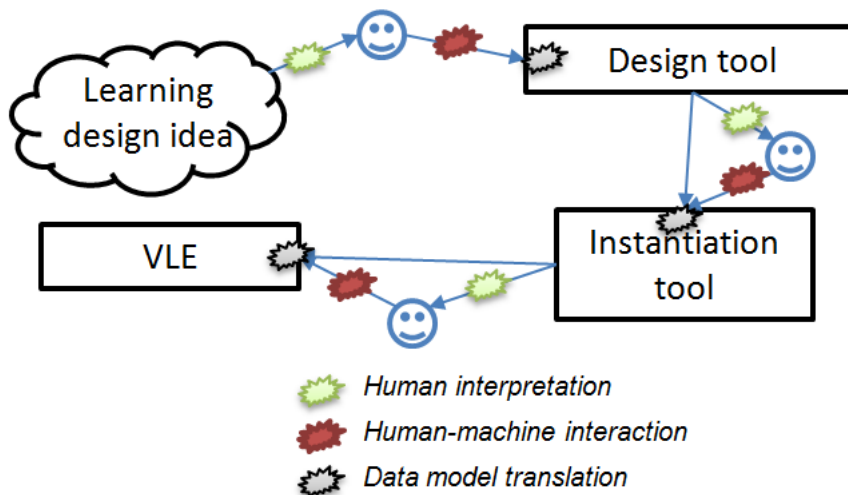 Learning
design idea
Design tool
VLE
Instantiation
tool
Human interpretation
Human-machine interaction
Data model translation